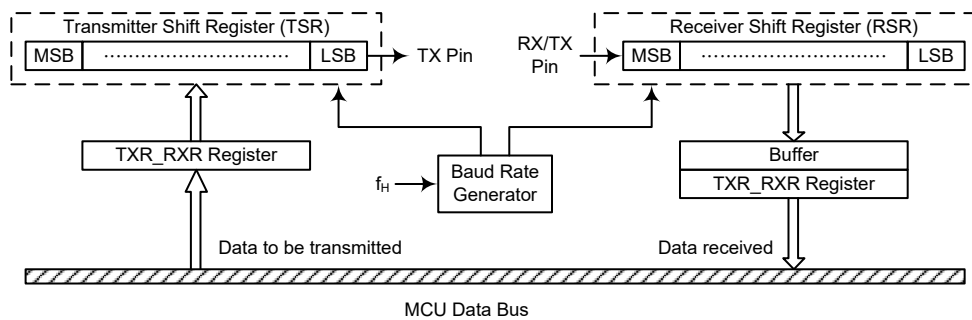 Transmitter Shift Register (TSR)
MSB ………………………… LSB
TX Pin
RX/TX
Pin
Receiver Shift Register (RSR)
MSB ………………………… LSB
TXR_RXR Register
fH
Baud Rate
Generator
Buffer
TXR_RXR Register
Data to be transmitted
Data received
MCU Data Bus